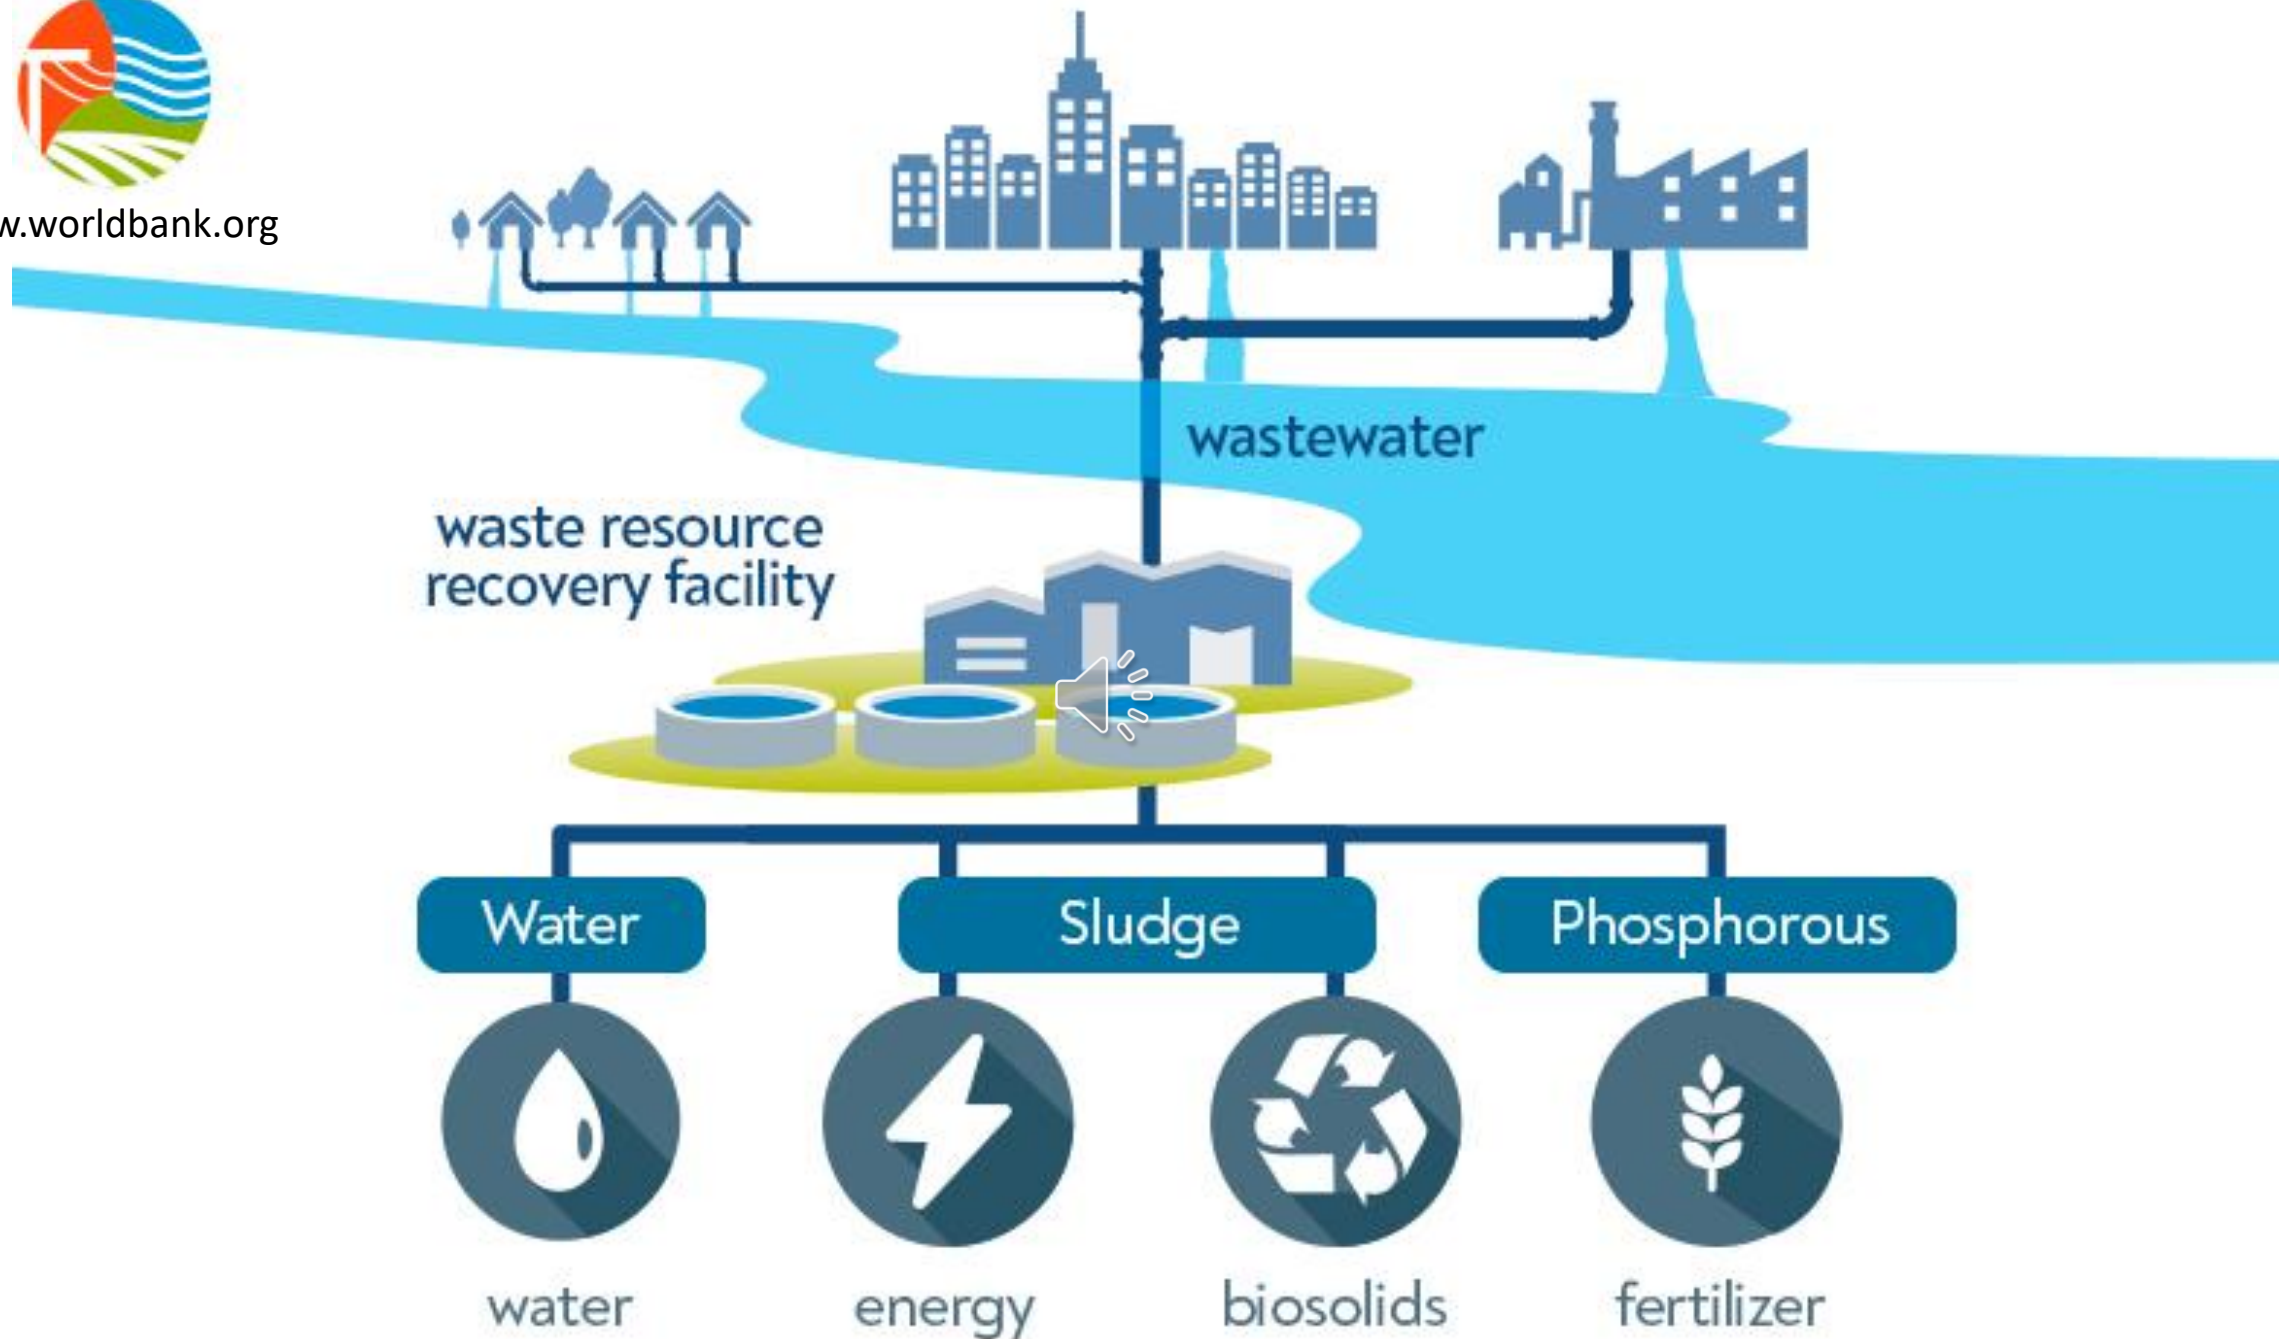 w.worldbank.org
wastewater
waste resource
recovery facility
Water
Sludge
Phosphorous
water
energy
biosolids
fertilizer